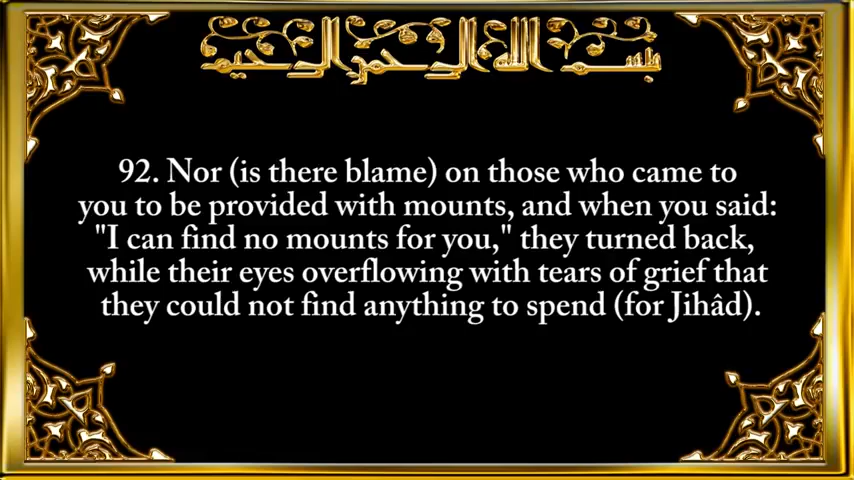 بسم الله الرحمن الرحيم
92. Nor (is there blame) on those who came to
you to be provided with mounts, and when you said:
"I can find no mounts for you," they turned back,
while their eyes overflowing with tears of grief that
they could not find anything to spend (for Jihâd).